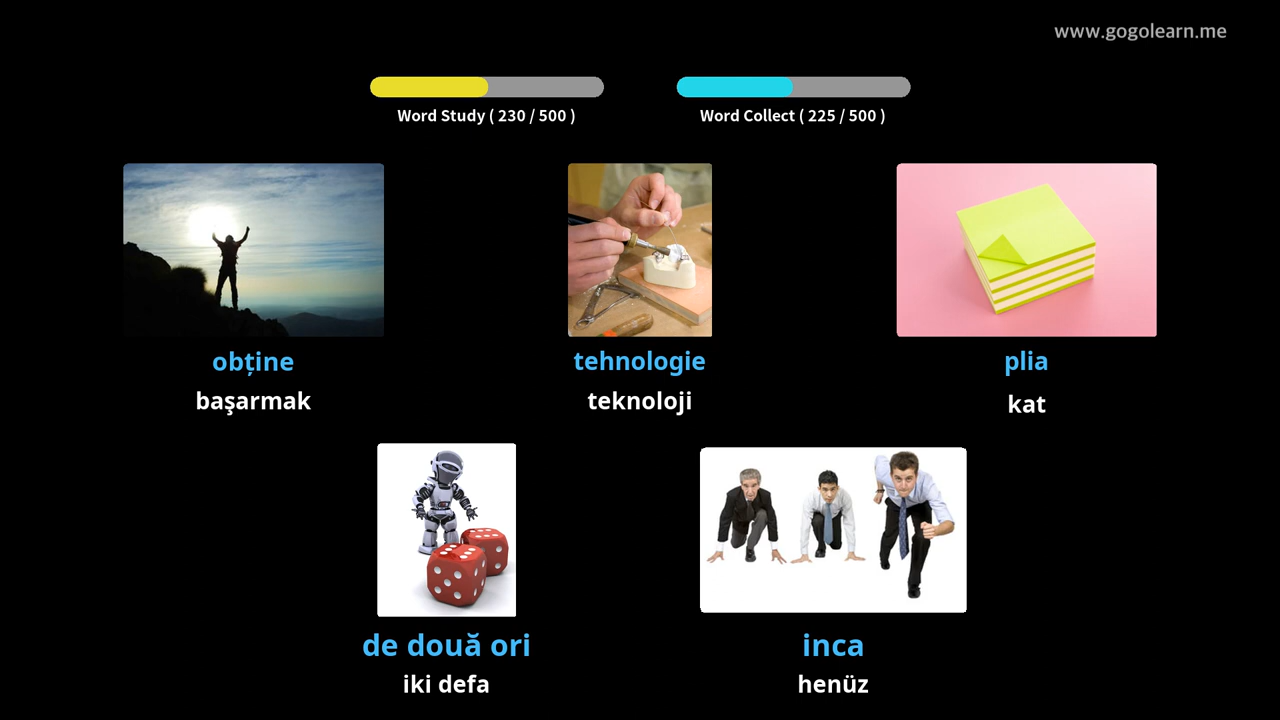 www.gogolearn.me
Word Study ( 230 / 500 )
Word Collect ( 225 / 500 )
obține
başarmak
tehnologie
teknoloji
plia
kat
de două ori
iki defa
inca
henüz